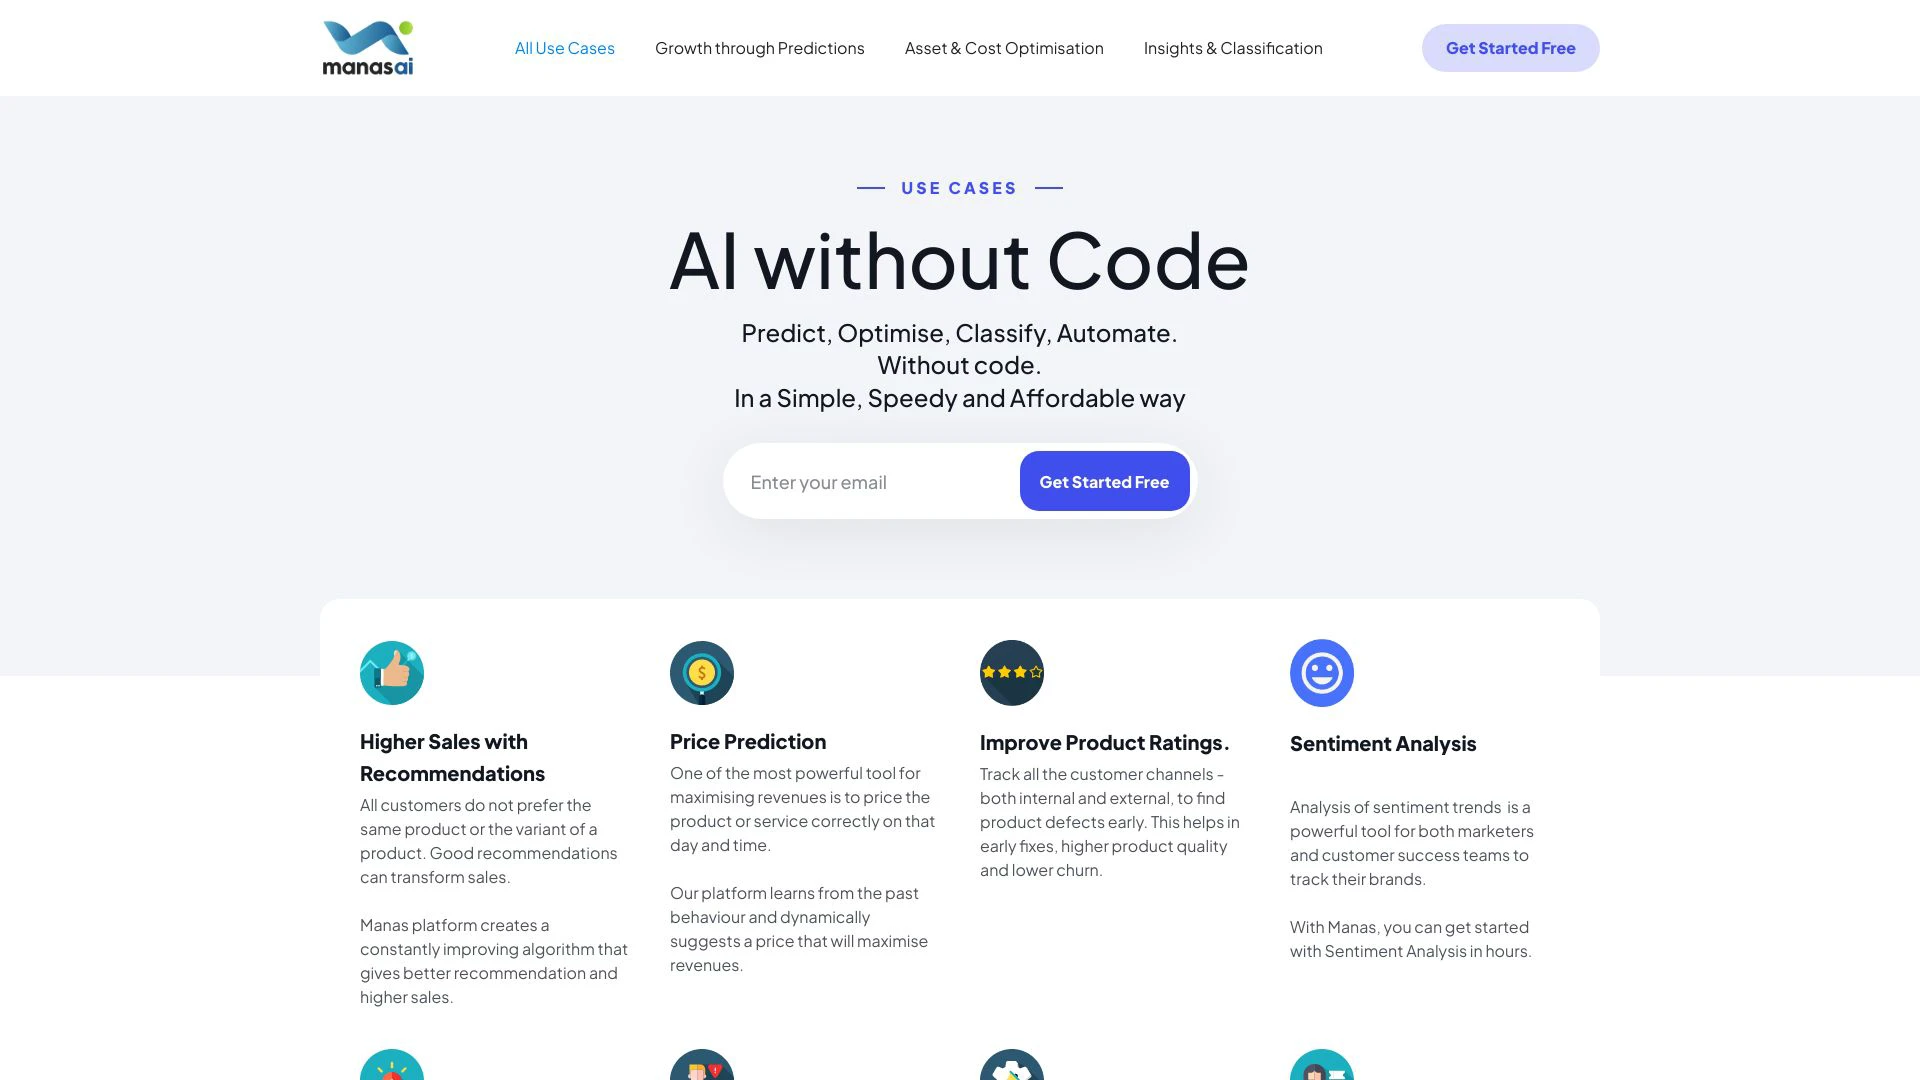 manasai
All Use Cases
Growth through Predictions
Asset & Cost Optimisation
Insights & Classification
Get Started Free
USE CASES
AI without Code
Predict, Optimise, Classify, Automate.
Without code.
In a Simple, Speedy and Affordable way
Enter your email
Get Started Free
Higher Sales with
Recommendations
All customers do not prefer the
same product or the variant of a
product. Good recommendations
can transform sales.
Manas platform creates a
constantly improving algorithm that
gives better recommendation and
higher sales.
Price Prediction
One of the most powerful tool for
maximising revenues is to price the
product or service correctly on that
day and time.
Our platform learns from the past
behaviour and dynamically
suggests a price that will maximise
revenues.
Improve Product Ratings.
Track all the customer channels -
both internal and external, to find
product defects early. This helps in
early fixes, higher product quality
and lower churn.
Sentiment Analysis
Analysis of sentiment trends is a
powerful tool for both marketers
and customer success teams to
track their brands.
With Manas, you can get started
with Sentiment Analysis in hours.